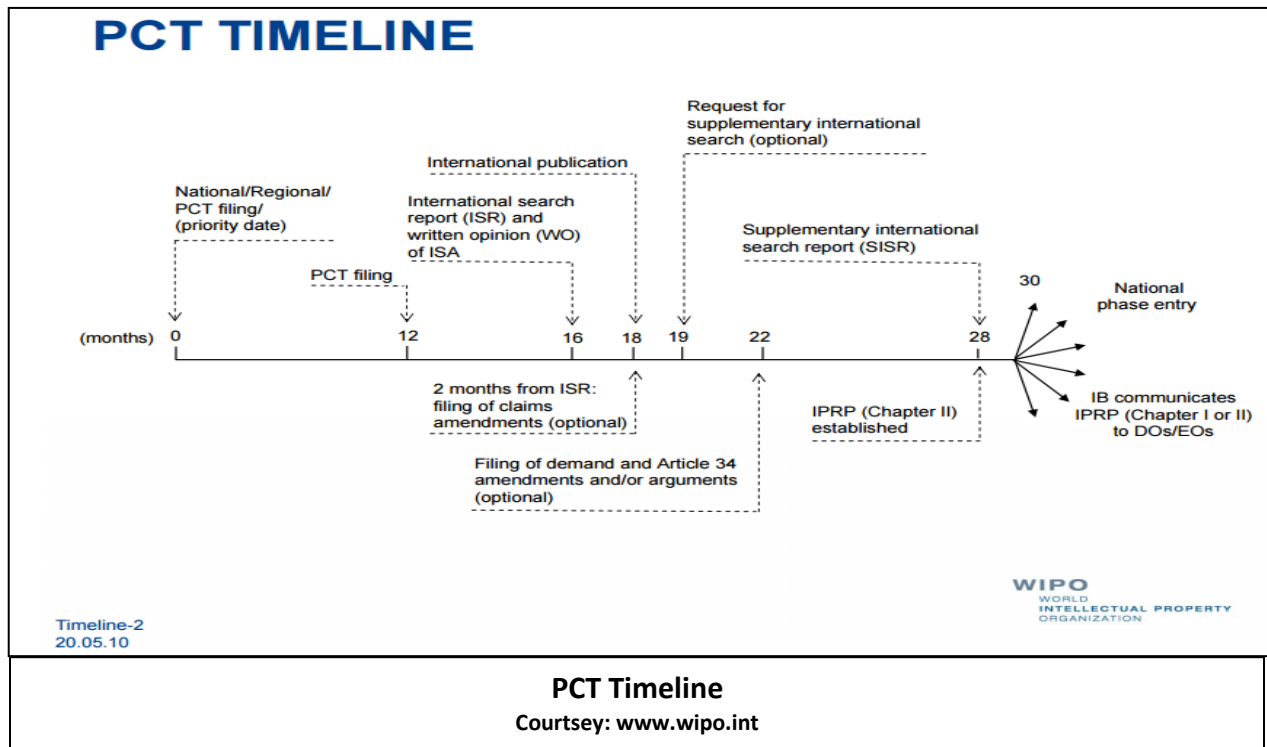 PCT TIMELINE
Request for
supplementary international
search (optional)
International publication
National/Regional/
PCT filing/
(priority date)
International search
report (ISR) and
written opinion (WO)
of ISA
Supplementary international
search report (SISR)
PCT filing
30
National
phase entry
(months) 0 12 16 18 19 22 28
2 months from ISR:
filing of claims
amendments (optional)
IPRP (Chapter II)
established
IB communicates
IPRP (Chapter I or II)
to DOs/EOs
Filing of demand and Article 34
amendments and/or arguments
(optional)
WIPO
WORLD
INTELLECTUAL PROPERTY
ORGANIZATION
Timeline-2
20.05.10
PCT Timeline
Courtsey: www.wipo.int